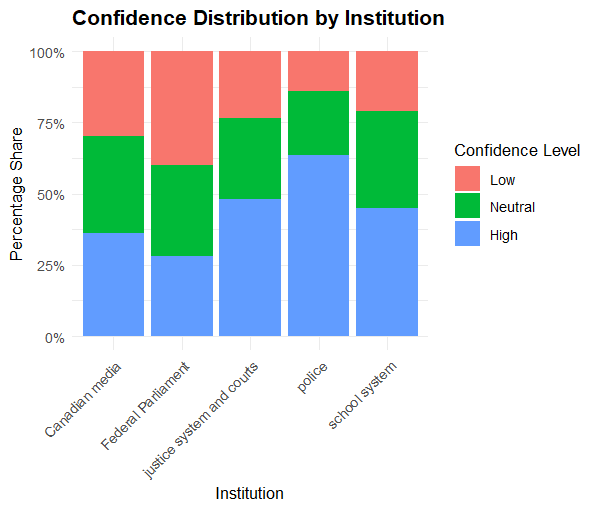 Confidence Distribution by Institution
100%
75%
50%
25%
0%
Percentage Share
Canadian media
Federal Parliament
justice system and courts
police
school system
Institution
Confidence Level
Low
Neutral
High